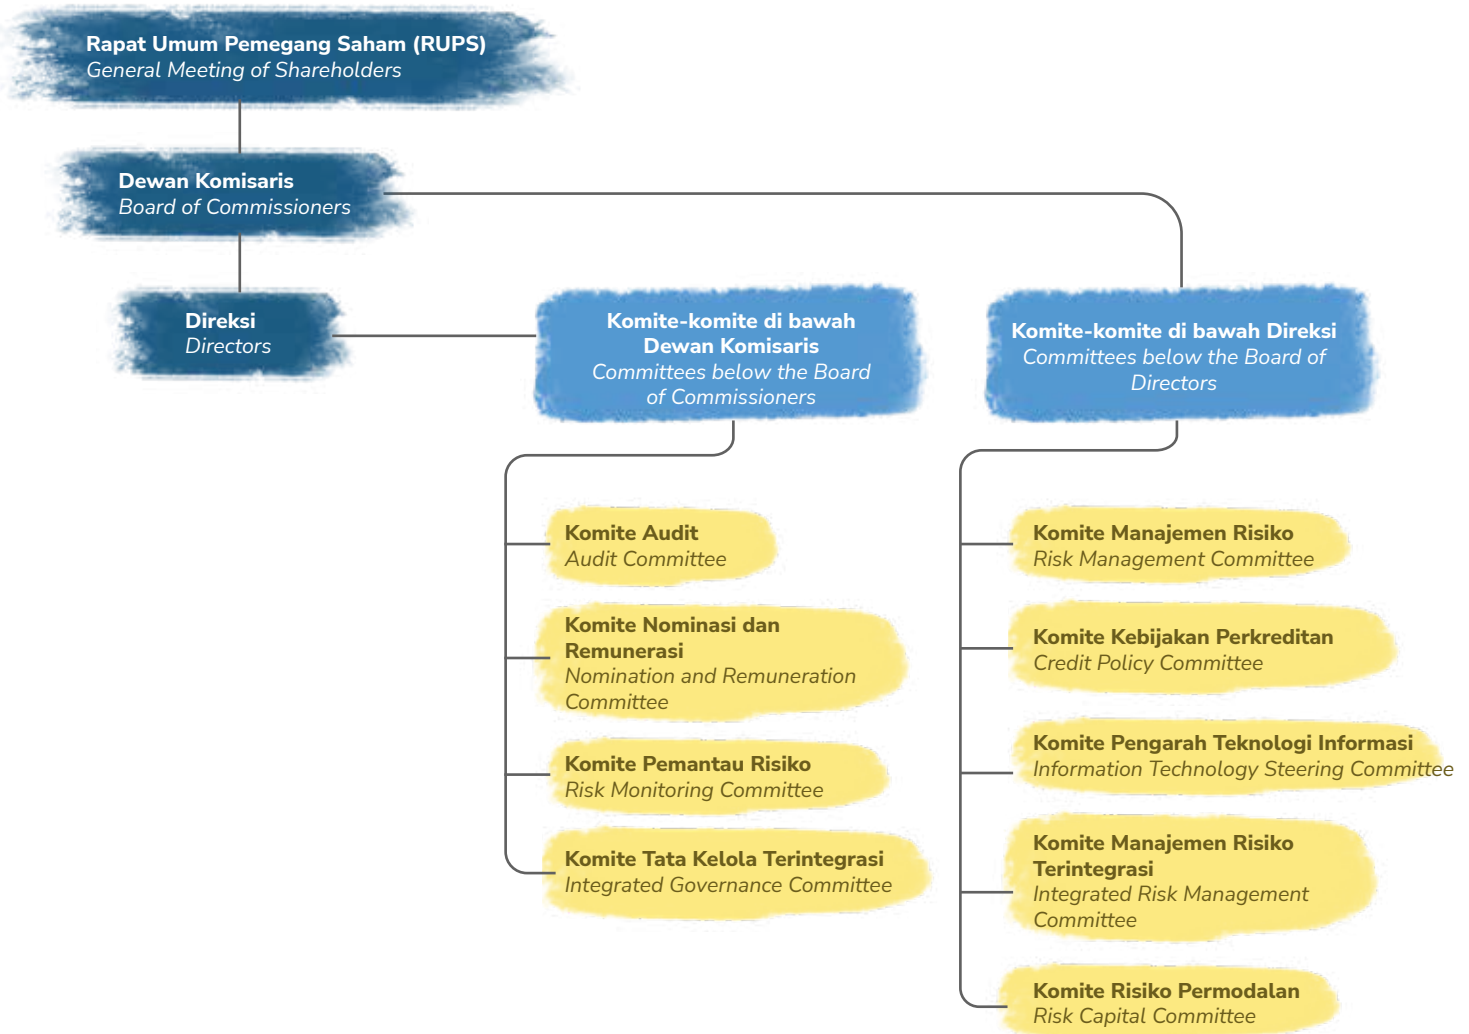 Rapat Umum Pemegang Saham (RUPS)
General Meeting of Shareholders
Dewan Komisaris
Board of Commissioners
Direksi
Directors
Komite-komite di bawah
Dewan Komisaris
Committees below the Board
of Commissioners
Komite-komite di bawah Direksi
Committees below the Board of
Directors
Komite Audit
Audit Committee
Komite Nominasi dan
Remunerasi
Nomination and Remuneration
Committee
Komite Pemantau Risiko
Risk Monitoring Committee
Komite Tata Kelola Terintegrasi
Integrated Governance Committee
Komite Manajemen Risiko
Risk Management Committee
Komite Kebijakan Perkreditan
Credit Policy Committee
Komite Pengarah Teknologi Informasi
Information Technology Steering Committee
Komite Manajemen Risiko
Terintegrasi
Integrated Risk Management
Committee
Komite Risiko Permodalan
Risk Capital Committee